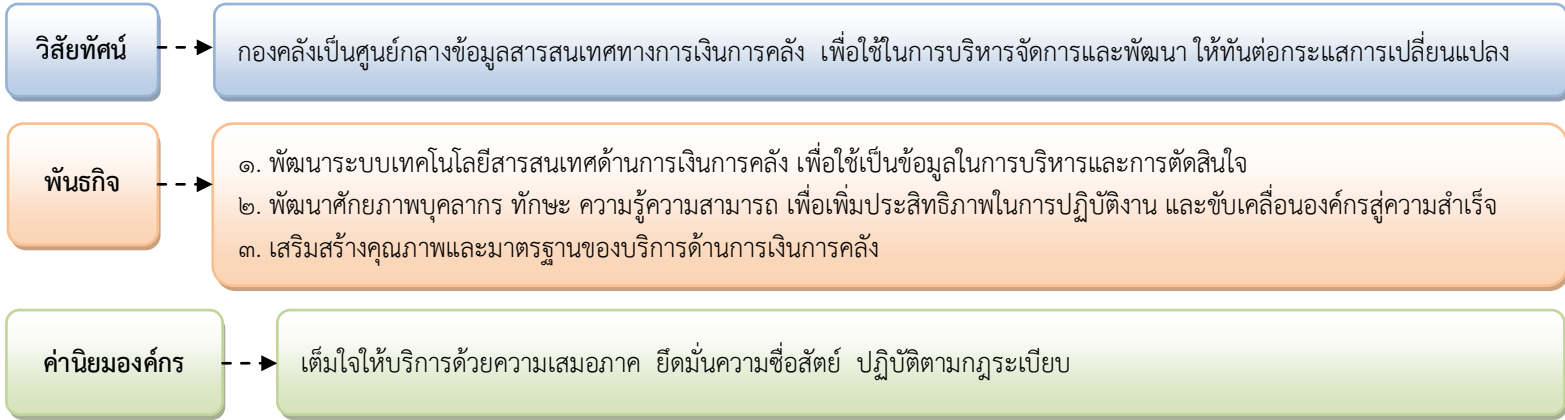 วิสัยทัศน์
กองคลังเป็นศูนย์กลางข้อมูลสารสนเทศทางการเงินการคลัง เพื่อใช้ในการบริหารจัดการและพัฒนา ให้ทันต่อกระแสการเปลี่ยนแปลง
พันธกิจ
๑. พัฒนาระบบเทคโนโลยีสารสนเทศด้านการเงินการคลัง เพื่อใช้เป็นข้อมูลในการบริหารและการตัดสินใจ
๒. พัฒนาศักยภาพบุคลากร ทักษะ ความรู้ความสามารถ เพื่อเพิ่มประสิทธิภาพในการปฏิบัติงาน และขับเคลื่อนองค์กรสู่ความสำเร็จ
๓. เสริมสร้างคุณภาพและมาตรฐานของบริการด้านการเงินการคลัง
ค่านิยมองค์กร
เต็มใจให้บริการด้วยความเสมอภาค ยึดมั่นความซื่อสัตย์ ปฏิบัติตามกฎระเบียบ